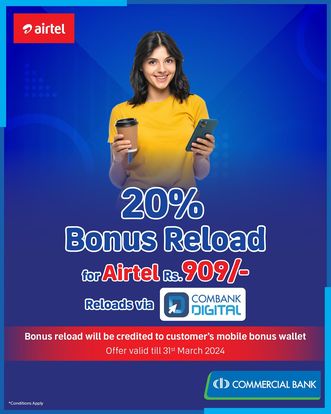 airtel
20%
Bonus Reload
for Airtel Rs.909/-
Reloads via COMBANK DIGITAL
Bonus reload will be credited to customer's mobile bonus wallet
Offer valid till 31st March 2024
COMMERCIAL BANK
*Conditions Apply